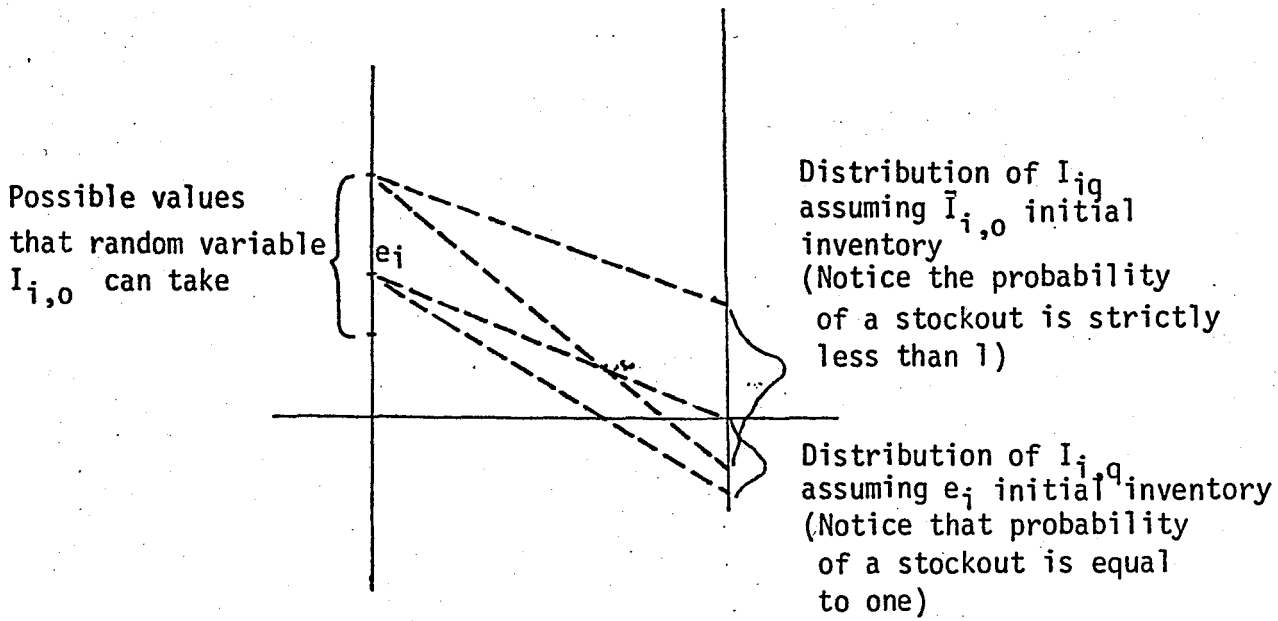 Possible values
that random variable
I_{i,o} can take
e_i
Distribution of I_{iq}
assuming Ī_{i,o} initial
inventory
(Notice the probability
of a stockout is strictly
less than 1)
Distribution of I_{i,q}
assuming e_i initial inventory
(Notice that probability
of a stockout is equal
to one)